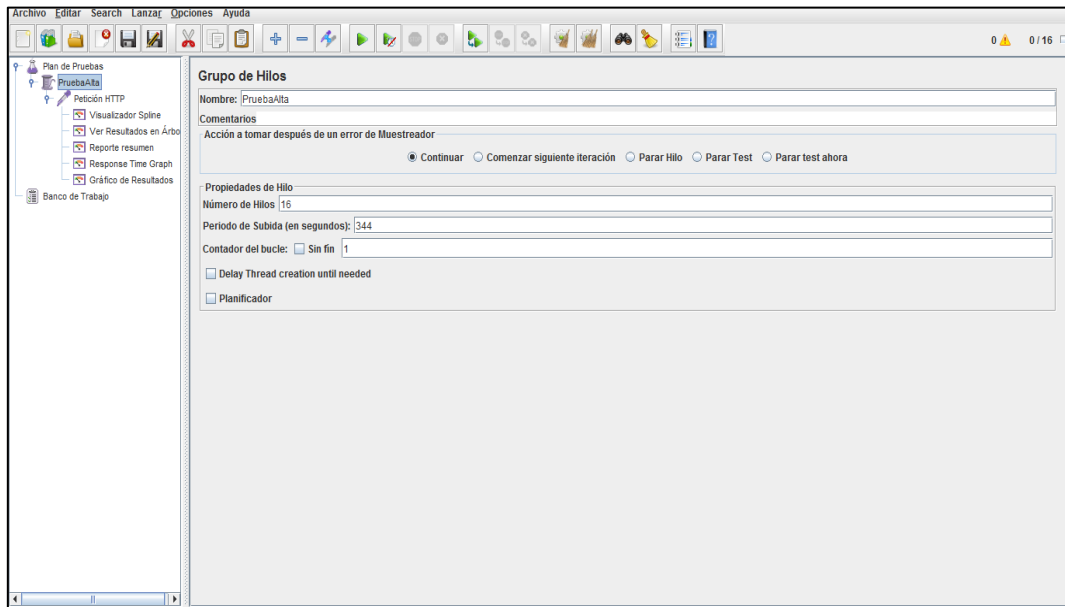 Archivo Editar Search Lanzar Opciones Ayuda
0 0 / 16
Plan de Pruebas
PruebaAlta
Petición HTTP
Visualizador Spline
Ver Resultados en Árbo
Reporte resumen
Response Time Graph
Gráfico de Resultados
Banco de Trabajo
Grupo de Hilos
Nombre: PruebaAlta
Comentarios
Acción a tomar después de un error de Muestreador
Continuar Comenzar siguiente iteración Parar Hilo Parar Test Parar test ahora
Propiedades de Hilo
Número de Hilos 16
Periodo de Subida (en segundos): 344
Contador del bucle: Sin fin 1
Delay Thread creation until needed
Planificador